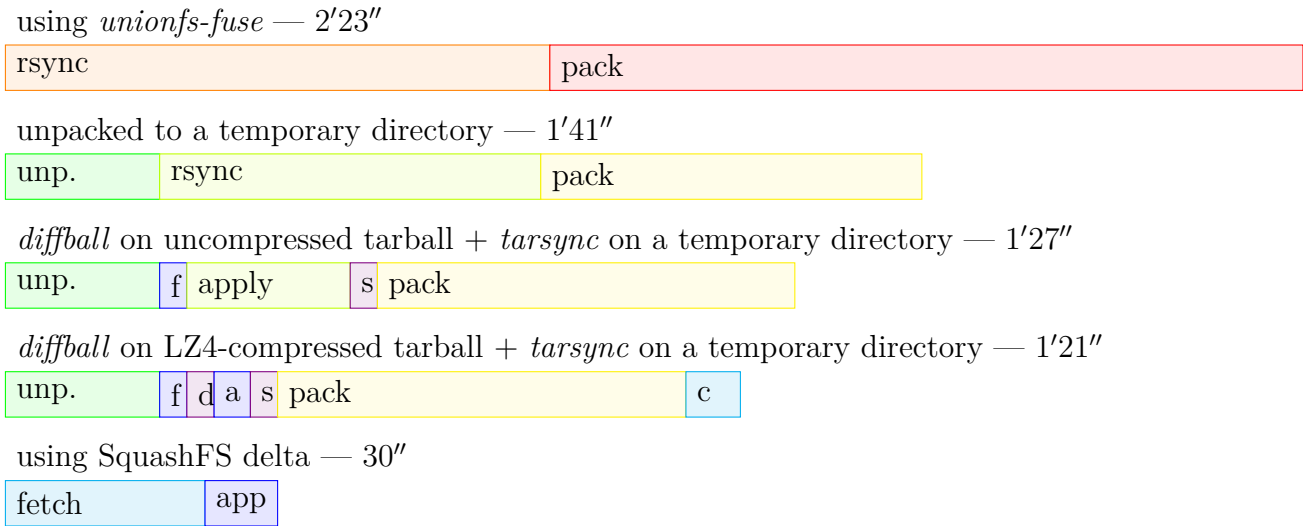 using unionfs-fuse — 2′23″
rsync pack
unpacked to a temporary directory — 1′41″
unp. rsync pack
diffball on uncompressed tarball + tarsync on a temporary directory — 1′27″
unp. f apply s pack
diffball on LZ4-compressed tarball + tarsync on a temporary directory — 1′21″
unp. f d a s pack c
using SquashFS delta — 30″
fetch app